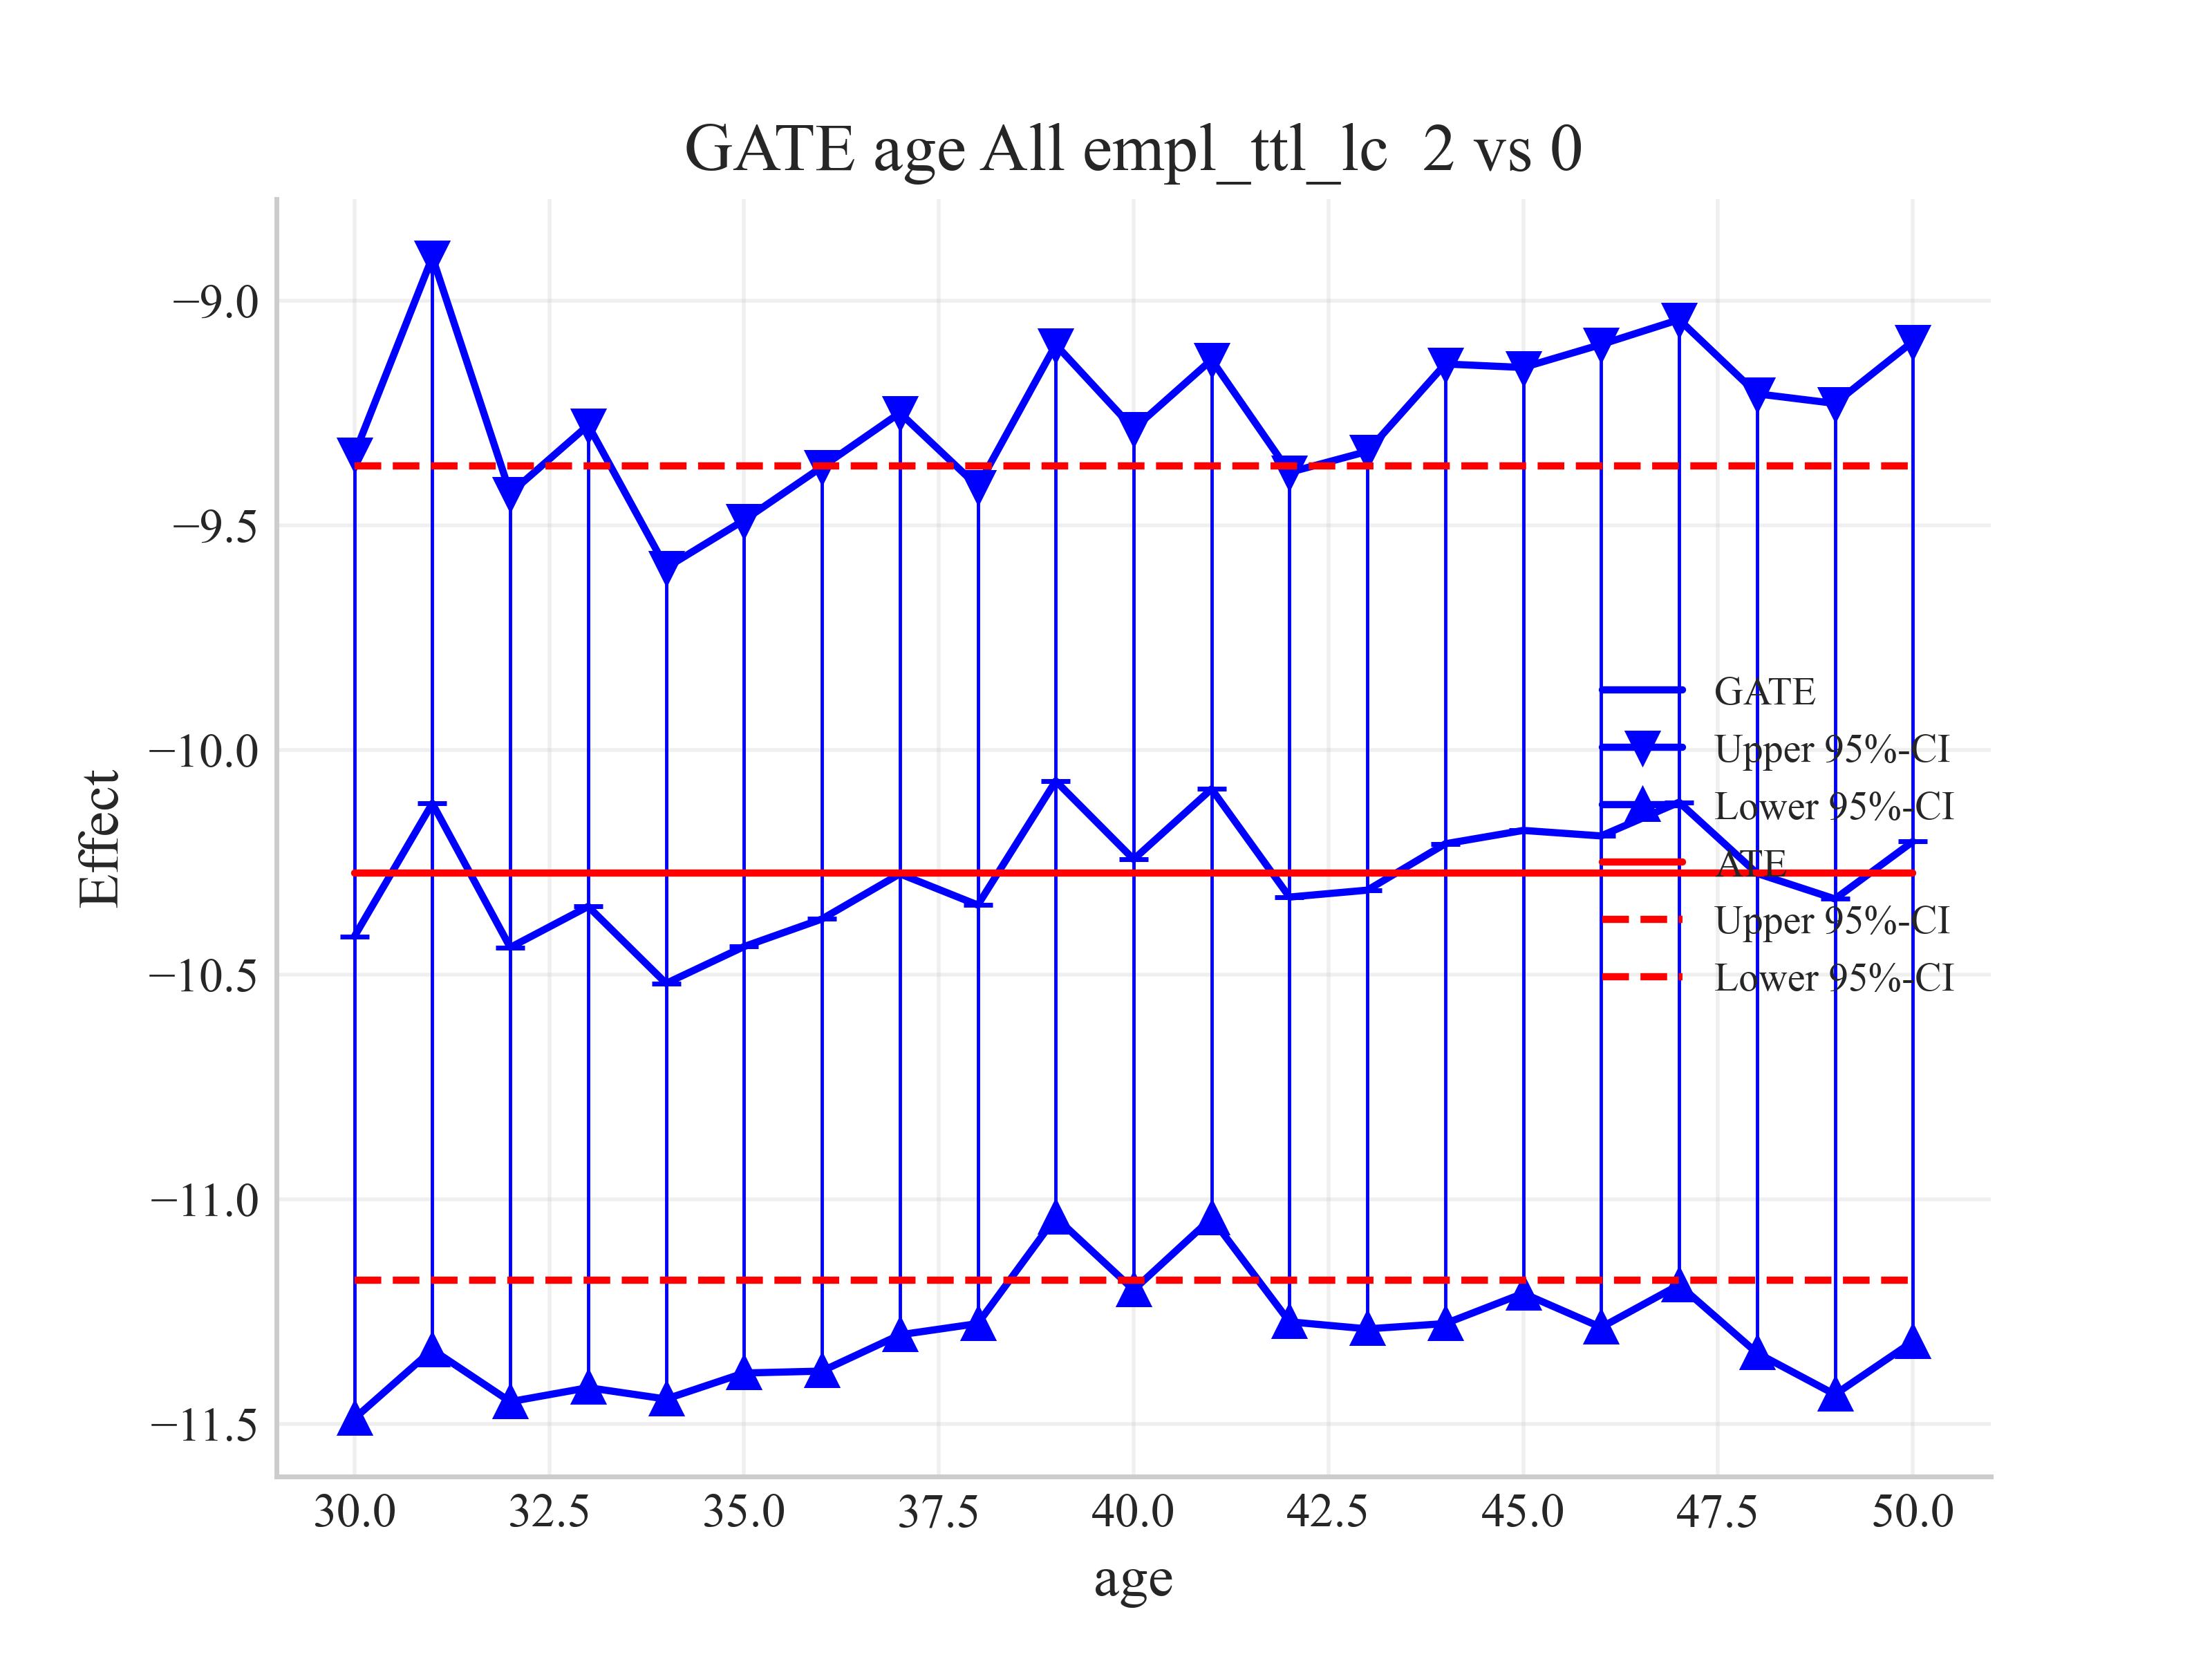 GATE age All empl_ttl_lc  2 vs 0
Effect
−9.0
−9.5
−10.0
−10.5
−11.0
−11.5
GATE
Upper 95%-CI
Lower 95%-CI
ATE
Upper 95%-CI
Lower 95%-CI
30.0 32.5 35.0 37.5 40.0 42.5 45.0 47.5 50.0
age